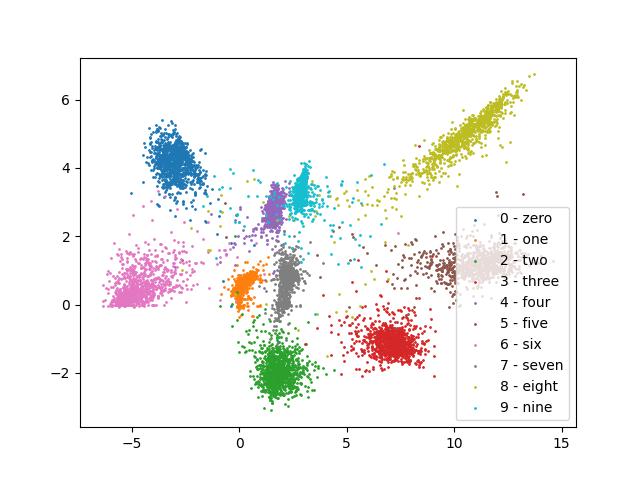 6
4
2
0
−2
−5
0
5
10
15
0 - zero
1 - one
2 - two
3 - three
4 - four
5 - five
6 - six
7 - seven
8 - eight
9 - nine